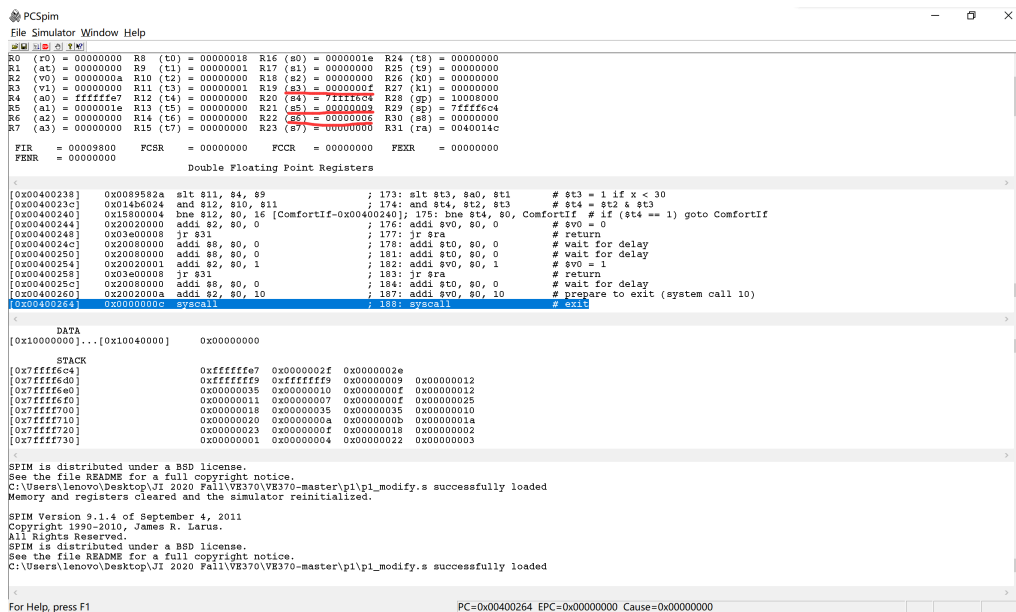 PCSpim
File Simulator Window Help
R0 (r0) = 00000000 R8 (t0) = 00000018 R16 (s0) = 0000001e R24 (t8) = 00000000
R1 (at) = 00000000 R9 (t1) = 00000001 R17 (s1) = 00000000 R25 (t9) = 00000000
R2 (v0) = 0000000a R10 (t2) = 00000000 R18 (s2) = 00000000 R26 (k0) = 00000000
R3 (v1) = 00000000 R11 (t3) = 00000001 R19 (s3) = 0000000f R27 (k1) = 00000000
R4 (a0) = ffffffe7 R12 (t4) = 00000000 R20 (s4) = 7ffff6c4 R28 (gp) = 10008000
R5 (a1) = 0000001e R13 (t5) = 00000000 R21 (s5) = 00000009 R29 (sp) = 7ffff6c4
R6 (a2) = 00000000 R14 (t6) = 00000000 R22 (s6) = 00000006 R30 (s8) = 00000000
R7 (a3) = 00000000 R15 (t7) = 00000000 R23 (s7) = 00000000 R31 (ra) = 0040014c
FIR = 00009800 FCSR = 00000000 FCCR = 00000000 FEXR = 00000000
FENR = 00000000
Double Floating Point Registers
[0x00400238] 0x0089582a slt $11, $4, $9 ; 173: slt $t3, $a0, $t1 # $t3 = 1 if x < 30
[0x0040023c] 0x014b6024 and $12, $10, $11 ; 174: and $t4, $t2, $t3 # $t4 = $t2 & $t3
[0x00400240] 0x15800004 bne $12, $0, 16 [ComfortIf-0x00400240]; 175: bne $t4, $0, ComfortIf # if ($t4 == 1) goto ComfortIf
[0x00400244] 0x20020000 addi $2, $0, 0 ; 176: addi $v0, $0, 0 # $v0 = 0
[0x00400248] 0x03e00008 jr $31 ; 177: jr $ra # return
[0x0040024c] 0x20080000 addi $8, $0, 0 ; 178: addi $t0, $0, 0 # wait for delay
[0x00400250] 0x20080000 addi $8, $0, 0 ; 181: addi $t0, $0, 0 # wait for delay
[0x00400254] 0x20020001 addi $2, $0, 1 ; 182: addi $v0, $0, 1 # $v0 = 1
[0x00400258] 0x03e00008 jr $31 ; 183: jr $ra # return
[0x0040025c] 0x20080000 addi $8, $0, 0 ; 184: addi $t0, $0, 0 # wait for delay
[0x00400260] 0x2002000a addi $2, $0, 10 ; 187: addi $v0, $0, 10 # prepare to exit (system call 10)
[0x00400264] 0x0000000c syscall ; 188: syscall # exit
DATA
[0x10000000]...[0x10040000] 0x00000000
STACK
[0x7ffff6c4] 0xffffffe7 0x0000002f 0x0000002e
[0x7ffff6d0] 0xfffffff9 0xfffffff9 0x00000009 0x00000012
[0x7ffff6e0] 0x00000035 0x00000010 0x0000000f 0x00000012
[0x7ffff6f0] 0x00000011 0x00000007 0x0000000f 0x00000025
[0x7ffff700] 0x00000018 0x00000035 0x00000035 0x00000010
[0x7ffff710] 0x00000020 0x0000000a 0x0000000b 0x0000001a
[0x7ffff720] 0x00000023 0x0000000f 0x00000018 0x00000002
[0x7ffff730] 0x00000001 0x00000004 0x00000022 0x00000003
SPIM is distributed under a BSD license.
See the file README for a full copyright notice.
C:\Users\lenovo\Desktop\JI 2020 Fall\VE370\VE370-master\p1\p1_modify.s successfully loaded
Memory and registers cleared and the simulator reinitialized.
SPIM Version 9.1.4 of September 4, 2011
Copyright 1990-2010, James R. Larus.
All Rights Reserved.
SPIM is distributed under a BSD license.
See the file README for a full copyright notice.
C:\Users\lenovo\Desktop\JI 2020 Fall\VE370\VE370-master\p1\p1_modify.s successfully loaded
For Help, press F1 PC=0x00400264 EPC=0x00000000 Cause=0x00000000